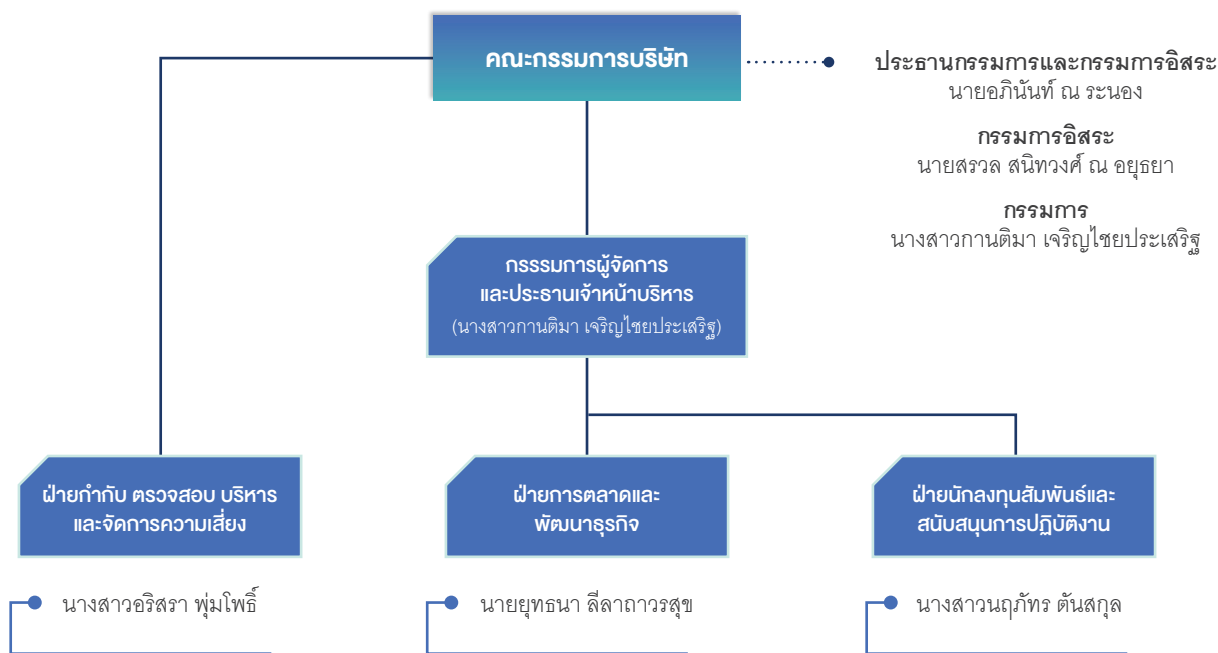 คณะกรรมการบริษัท
ประธานกรรมการและกรรมการอิสระ
นายอภินันท์ ณ ระนอง
กรรมการอิสระ
นายสรวล สนิทวงศ์ ณ อยุธยา
กรรมการ
นางสาวกานติมา เจริญไชยประเสริฐ
กรรรมการผู้จัดการ
และประธานเจ้าหน้าบริหาร
(นางสาวกานติมา เจริญไชยประเสริฐ)
ฝ่ายกำกับ ตรวจสอบ บริหาร
และจัดการความเสี่ยง
ฝ่ายการตลาดและ
พัฒนาธุรกิจ
ฝ่ายนักลงทุนสัมพันธ์และ
สนับสนุนการปฏิบัติงาน
นางสาวอริสรา พุ่มโพธิ์
นายยุทธนา ลีลาถาวรสุข
นางสาวนฤภัทร ตันสกุล